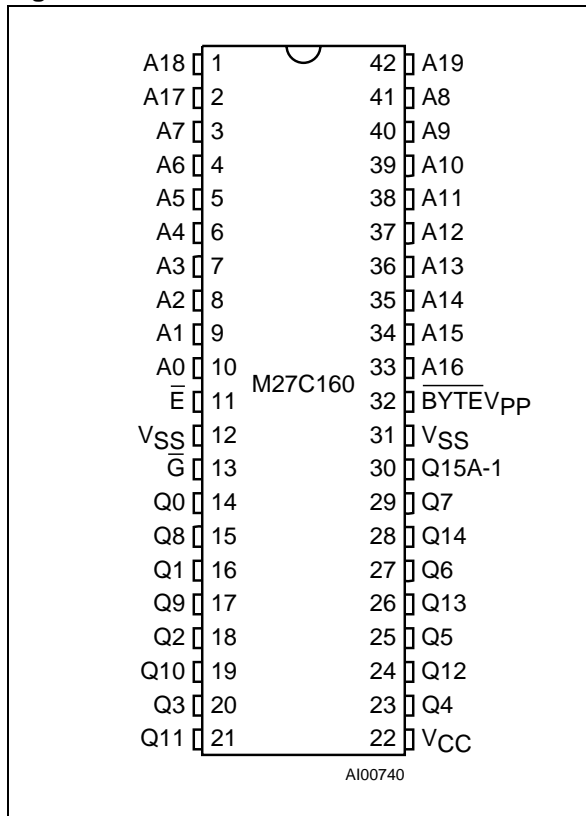 A18 1 42 A19
A17 2 41 A8
A7 3 40 A9
A6 4 39 A10
A5 5 38 A11
A4 6 37 A12
A3 7 36 A13
A2 8 35 A14
A1 9 34 A15
A0 10 33 A16
M27C160
E̅ 11 32 B̅Y̅T̅E̅VPP
VSS 12 31 VSS
G̅ 13 30 Q15A-1
Q0 14 29 Q7
Q8 15 28 Q14
Q1 16 27 Q6
Q9 17 26 Q13
Q2 18 25 Q5
Q10 19 24 Q12
Q3 20 23 Q4
Q11 21 22 VCC
AI00740